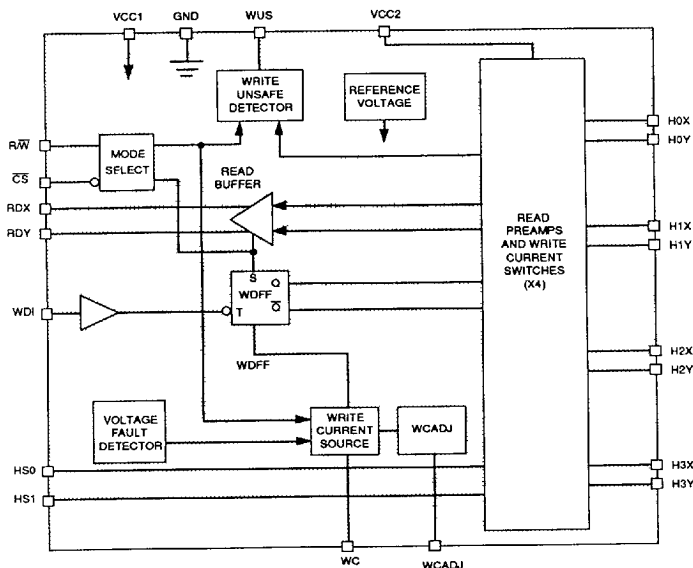 VCC1
GND
WUS
VCC2
WRITE
UNSAFE
DETECTOR
REFERENCE
VOLTAGE
H0X
H0Y
R/W̅
MODE
SELECT
C̅S̅
READ
BUFFER
RDX
RDY
READ
PREAMPS
AND WRITE
CURRENT
SWITCHES
(X4)
H1X
H1Y
S
WDFF
Q
Q̅
T
WDI
WDFF
H2X
H2Y
VOLTAGE
FAULT
DETECTOR
WRITE
CURRENT
SOURCE
WCADJ
HS0
HS1
H3X
H3Y
WC
WCADJ